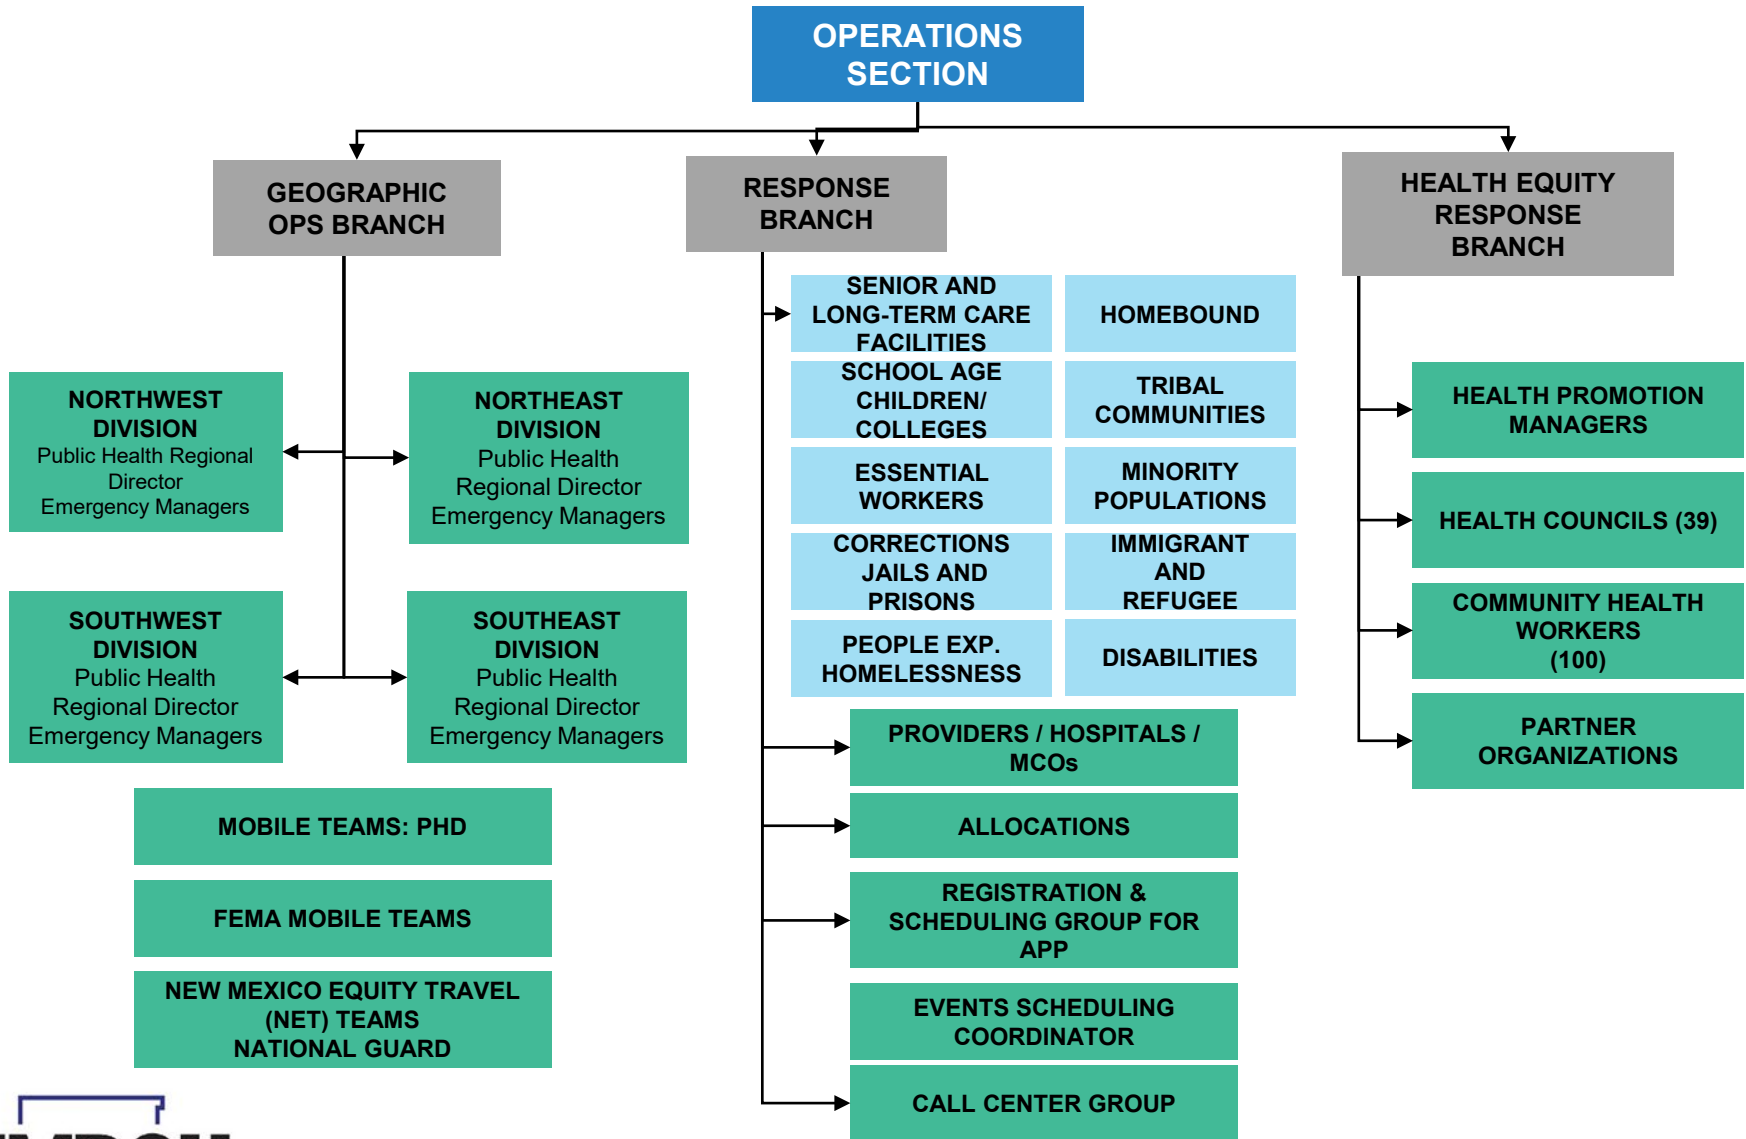 OPERATIONS
SECTION
GEOGRAPHIC
OPS BRANCH
NORTHWEST
DIVISION
Public Health Regional
Director
Emergency Managers
NORTHEAST
DIVISION
Public Health
Regional Director
Emergency Managers
SOUTHWEST
DIVISION
Public Health
Regional Director
Emergency Managers
SOUTHEAST
DIVISION
Public Health
Regional Director
Emergency Managers
MOBILE TEAMS: PHD
FEMA MOBILE TEAMS
NEW MEXICO EQUITY TRAVEL
(NET) TEAMS
NATIONAL GUARD
RESPONSE
BRANCH
SENIOR AND
LONG-TERM CARE
FACILITIES
HOMEBOUND
SCHOOL AGE
CHILDREN/
COLLEGES
TRIBAL
COMMUNITIES
ESSENTIAL
WORKERS
MINORITY
POPULATIONS
CORRECTIONS
JAILS AND
PRISONS
IMMIGRANT
AND
REFUGEE
PEOPLE EXP.
HOMELESSNESS
DISABILITIES
PROVIDERS / HOSPITALS /
MCOs
ALLOCATIONS
REGISTRATION &
SCHEDULING GROUP FOR
APP
EVENTS SCHEDULING
COORDINATOR
CALL CENTER GROUP
HEALTH EQUITY
RESPONSE
BRANCH
HEALTH PROMOTION
MANAGERS
HEALTH COUNCILS (39)
COMMUNITY HEALTH
WORKERS
(100)
PARTNER
ORGANIZATIONS